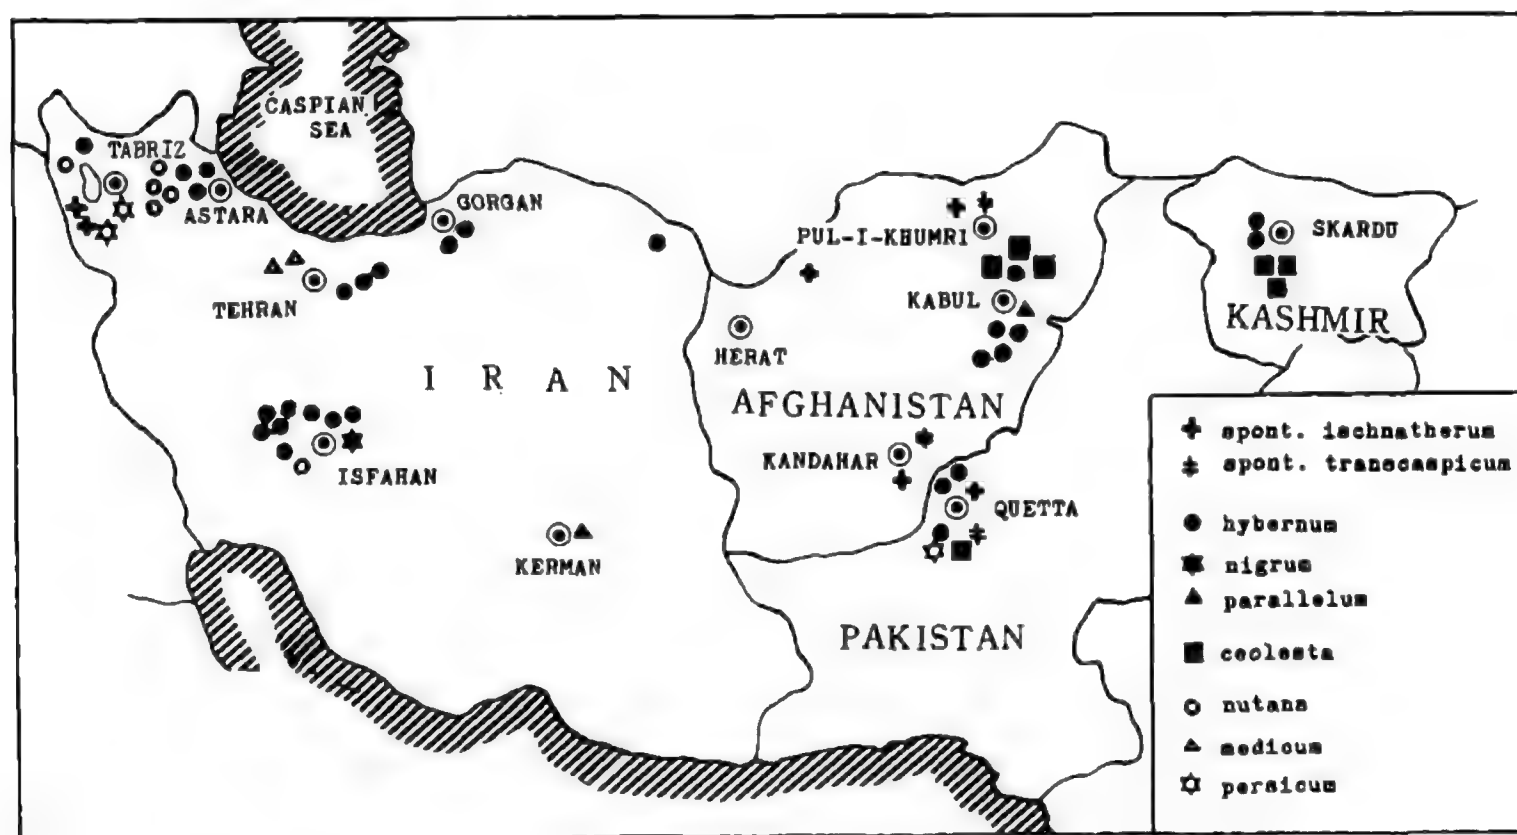 CASPIAN
SEA
TABRIZ
ASTARA
GORGAN
TEHRAN
PUL-I-KHUMRI
SKARDU
KABUL
KASHMIR
HERAT
I R A N
AFGHANISTAN
KANDAHAR
ISFAHAN
QUETTA
KERMAN
PAKISTAN
spont. ischnatherum
spont. transcaspicum
hybernum
nigrum
parallelum
ceolesta
nutans
medicum
persicum